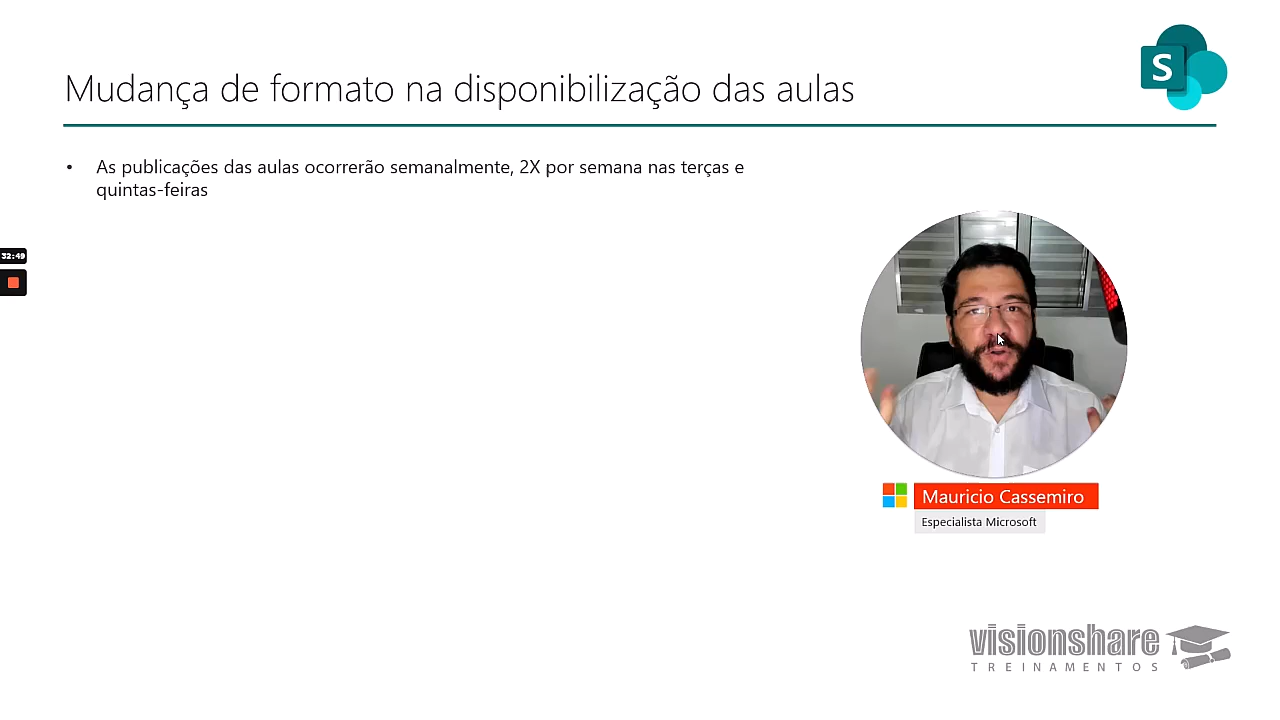 Mudança de formato na disponibilização das aulas
S
• As publicações das aulas ocorrerão semanalmente, 2X por semana nas terças e
quintas-feiras
32:49
Mauricio Cassemiro
Especialista Microsoft
visionshare
TREINAMENTOS